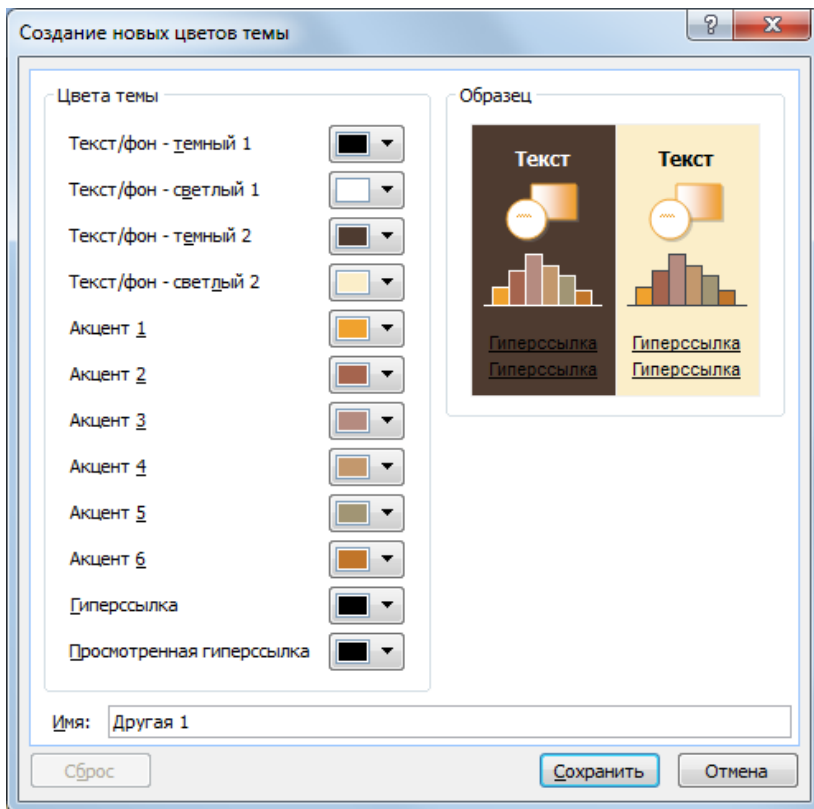 Создание новых цветов темы
Цвета темы
Текст/фон - темный 1
Текст/фон - светлый 1
Текст/фон - темный 2
Текст/фон - светлый 2
Акцент 1
Акцент 2
Акцент 3
Акцент 4
Акцент 5
Акцент 6
Гиперссылка
Просмотренная гиперссылка
Образец
Текст Текст
Гиперссылка Гиперссылка
Гиперссылка Гиперссылка
Имя: Другая 1
Сброс Сохранить Отмена